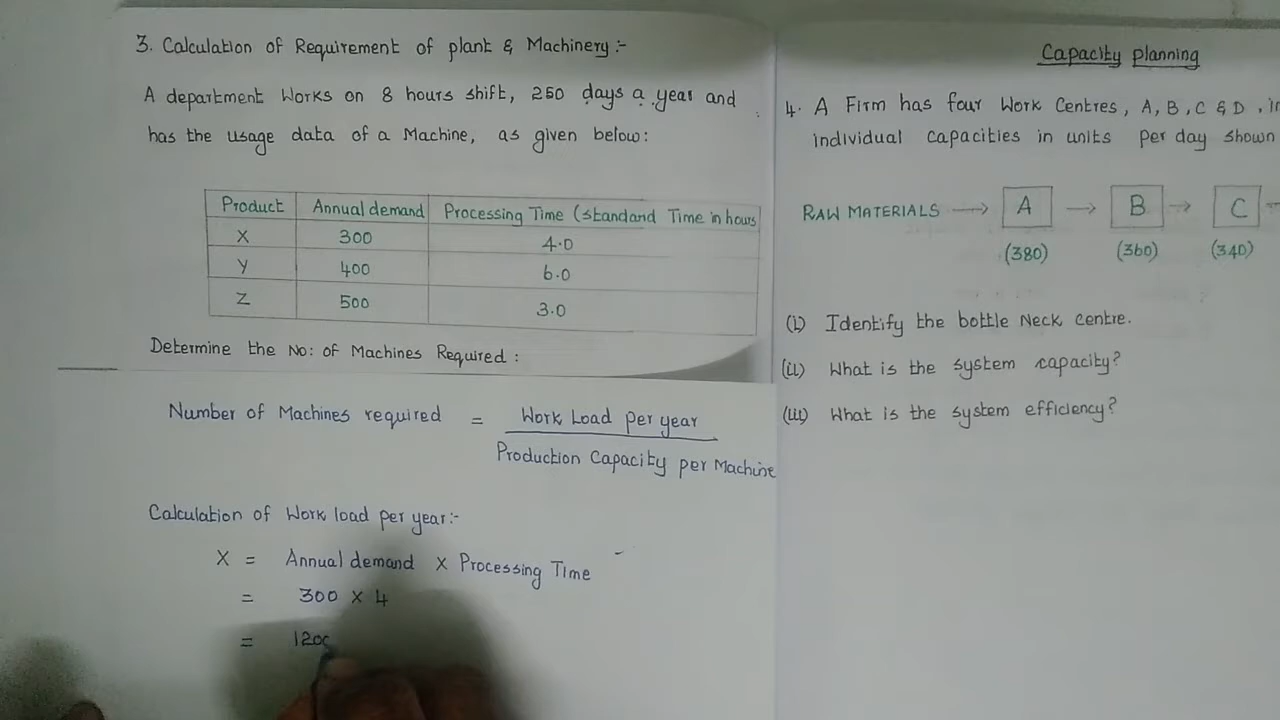 3. Calculation of Requirement of plant & Machinery :-
A department Works on 8 hours shift, 250 days a year and
has the usage data of a Machine, as given below:
Product Annual demand Processing Time (standand Time in hours
X 300 4.0
Y 400 6.0
Z 500 3.0
Determine the No: of Machines Required :
Number of Machines required = Work Load per year
Production Capacity per Machine
Calculation of Work load per year:-
X = Annual demand X Processing Time
= 300 X 4
= 1200
Capacity planning
4. A Firm has four Work Centres, A, B, C & D,
individual capacities in units per day shown
RAW MATERIALS → A → B → C
(380) (360) (340)
(i) Identify the bottle Neck centre.
(ii) What is the system capacity?
(iii) What is the system efficiency?